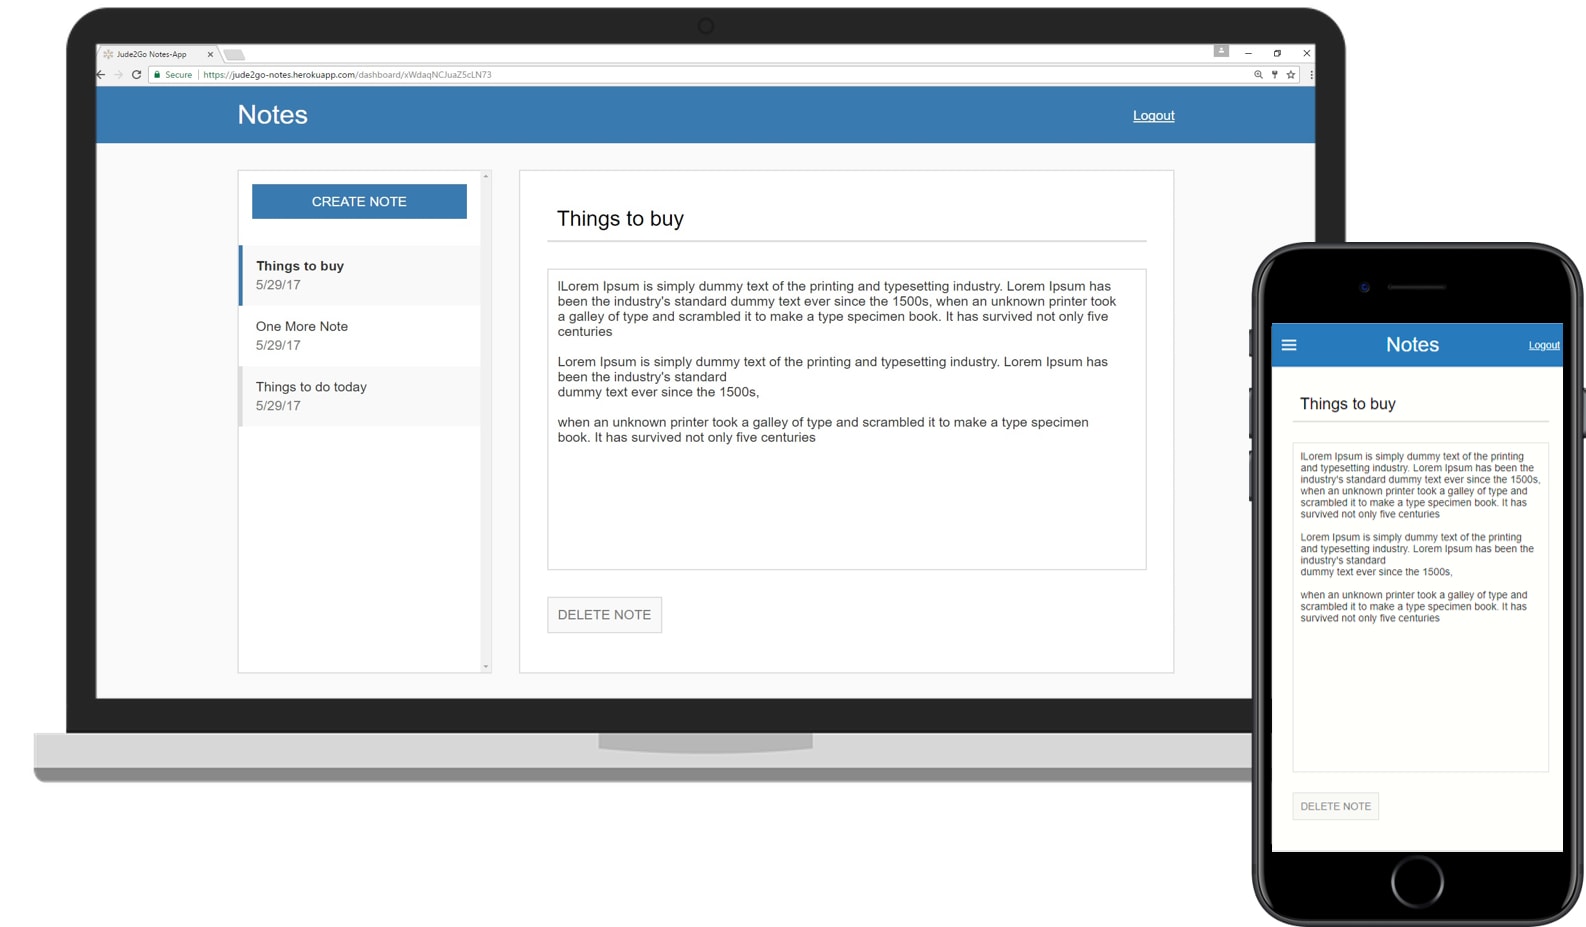 Jude2Go Notes-App
Secure
https://jude2go-notes.herokuapp.com/dashboard/xWdaqNCJuaZ5cLN73
Notes
Logout
CREATE NOTE
Things to buy
5/29/17
One More Note
5/29/17
Things to do today
5/29/17
Things to buy
lLorem Ipsum is simply dummy text of the printing and typesetting industry. Lorem Ipsum has
been the industry's standard dummy text ever since the 1500s, when an unknown printer took
a galley of type and scrambled it to make a type specimen book. It has survived not only five
centuries
Lorem Ipsum is simply dummy text of the printing and typesetting industry. Lorem Ipsum has
been the industry's standard
dummy text ever since the 1500s,
when an unknown printer took a galley of type and scrambled it to make a type specimen
book. It has survived not only five centuries
DELETE NOTE
Notes
Logout
Things to buy
lLorem Ipsum is simply dummy text of the printing
and typesetting industry. Lorem Ipsum has been the
industry's standard dummy text ever since the 1500s,
when an unknown printer took a galley of type and
scrambled it to make a type specimen book. It has
survived not only five centuries
Lorem Ipsum is simply dummy text of the printing
and typesetting industry. Lorem Ipsum has been the
industry's standard
dummy text ever since the 1500s,
when an unknown printer took a galley of type and
scrambled it to make a type specimen book. It has
survived not only five centuries
DELETE NOTE